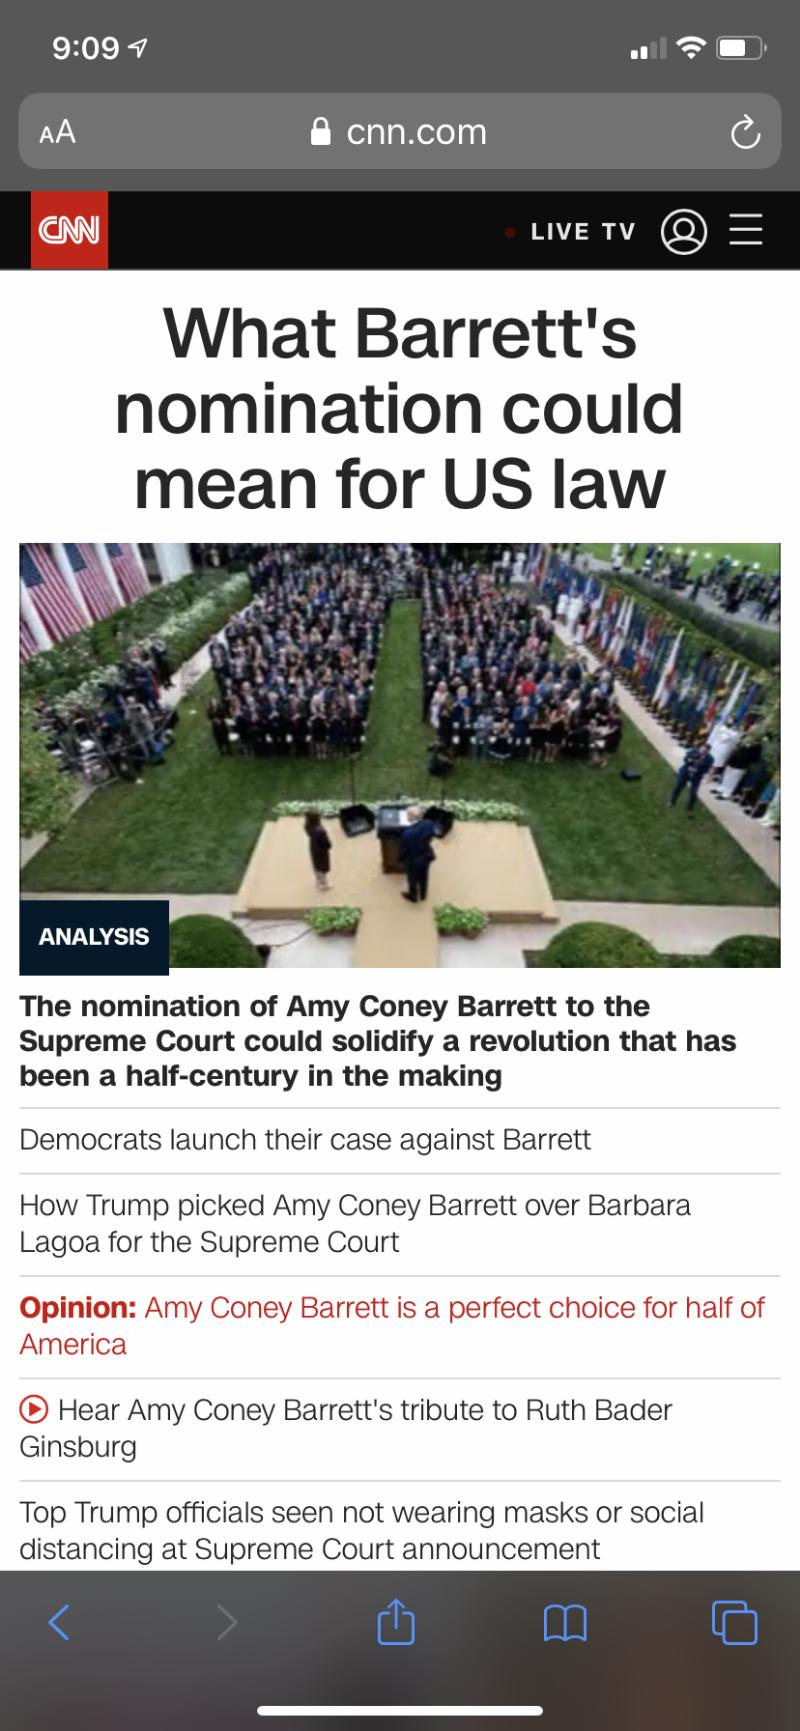 9:09
AA
cnn.com
CNN
LIVE TV
What Barrett's
nomination could
mean for US law
ANALYSIS
The nomination of Amy Coney Barrett to the
Supreme Court could solidify a revolution that has
been a half-century in the making
Democrats launch their case against Barrett
How Trump picked Amy Coney Barrett over Barbara
Lagoa for the Supreme Court
Opinion: Amy Coney Barrett is a perfect choice for half of
America
Hear Amy Coney Barrett's tribute to Ruth Bader
Ginsburg
Top Trump officials seen not wearing masks or social
distancing at Supreme Court announcement